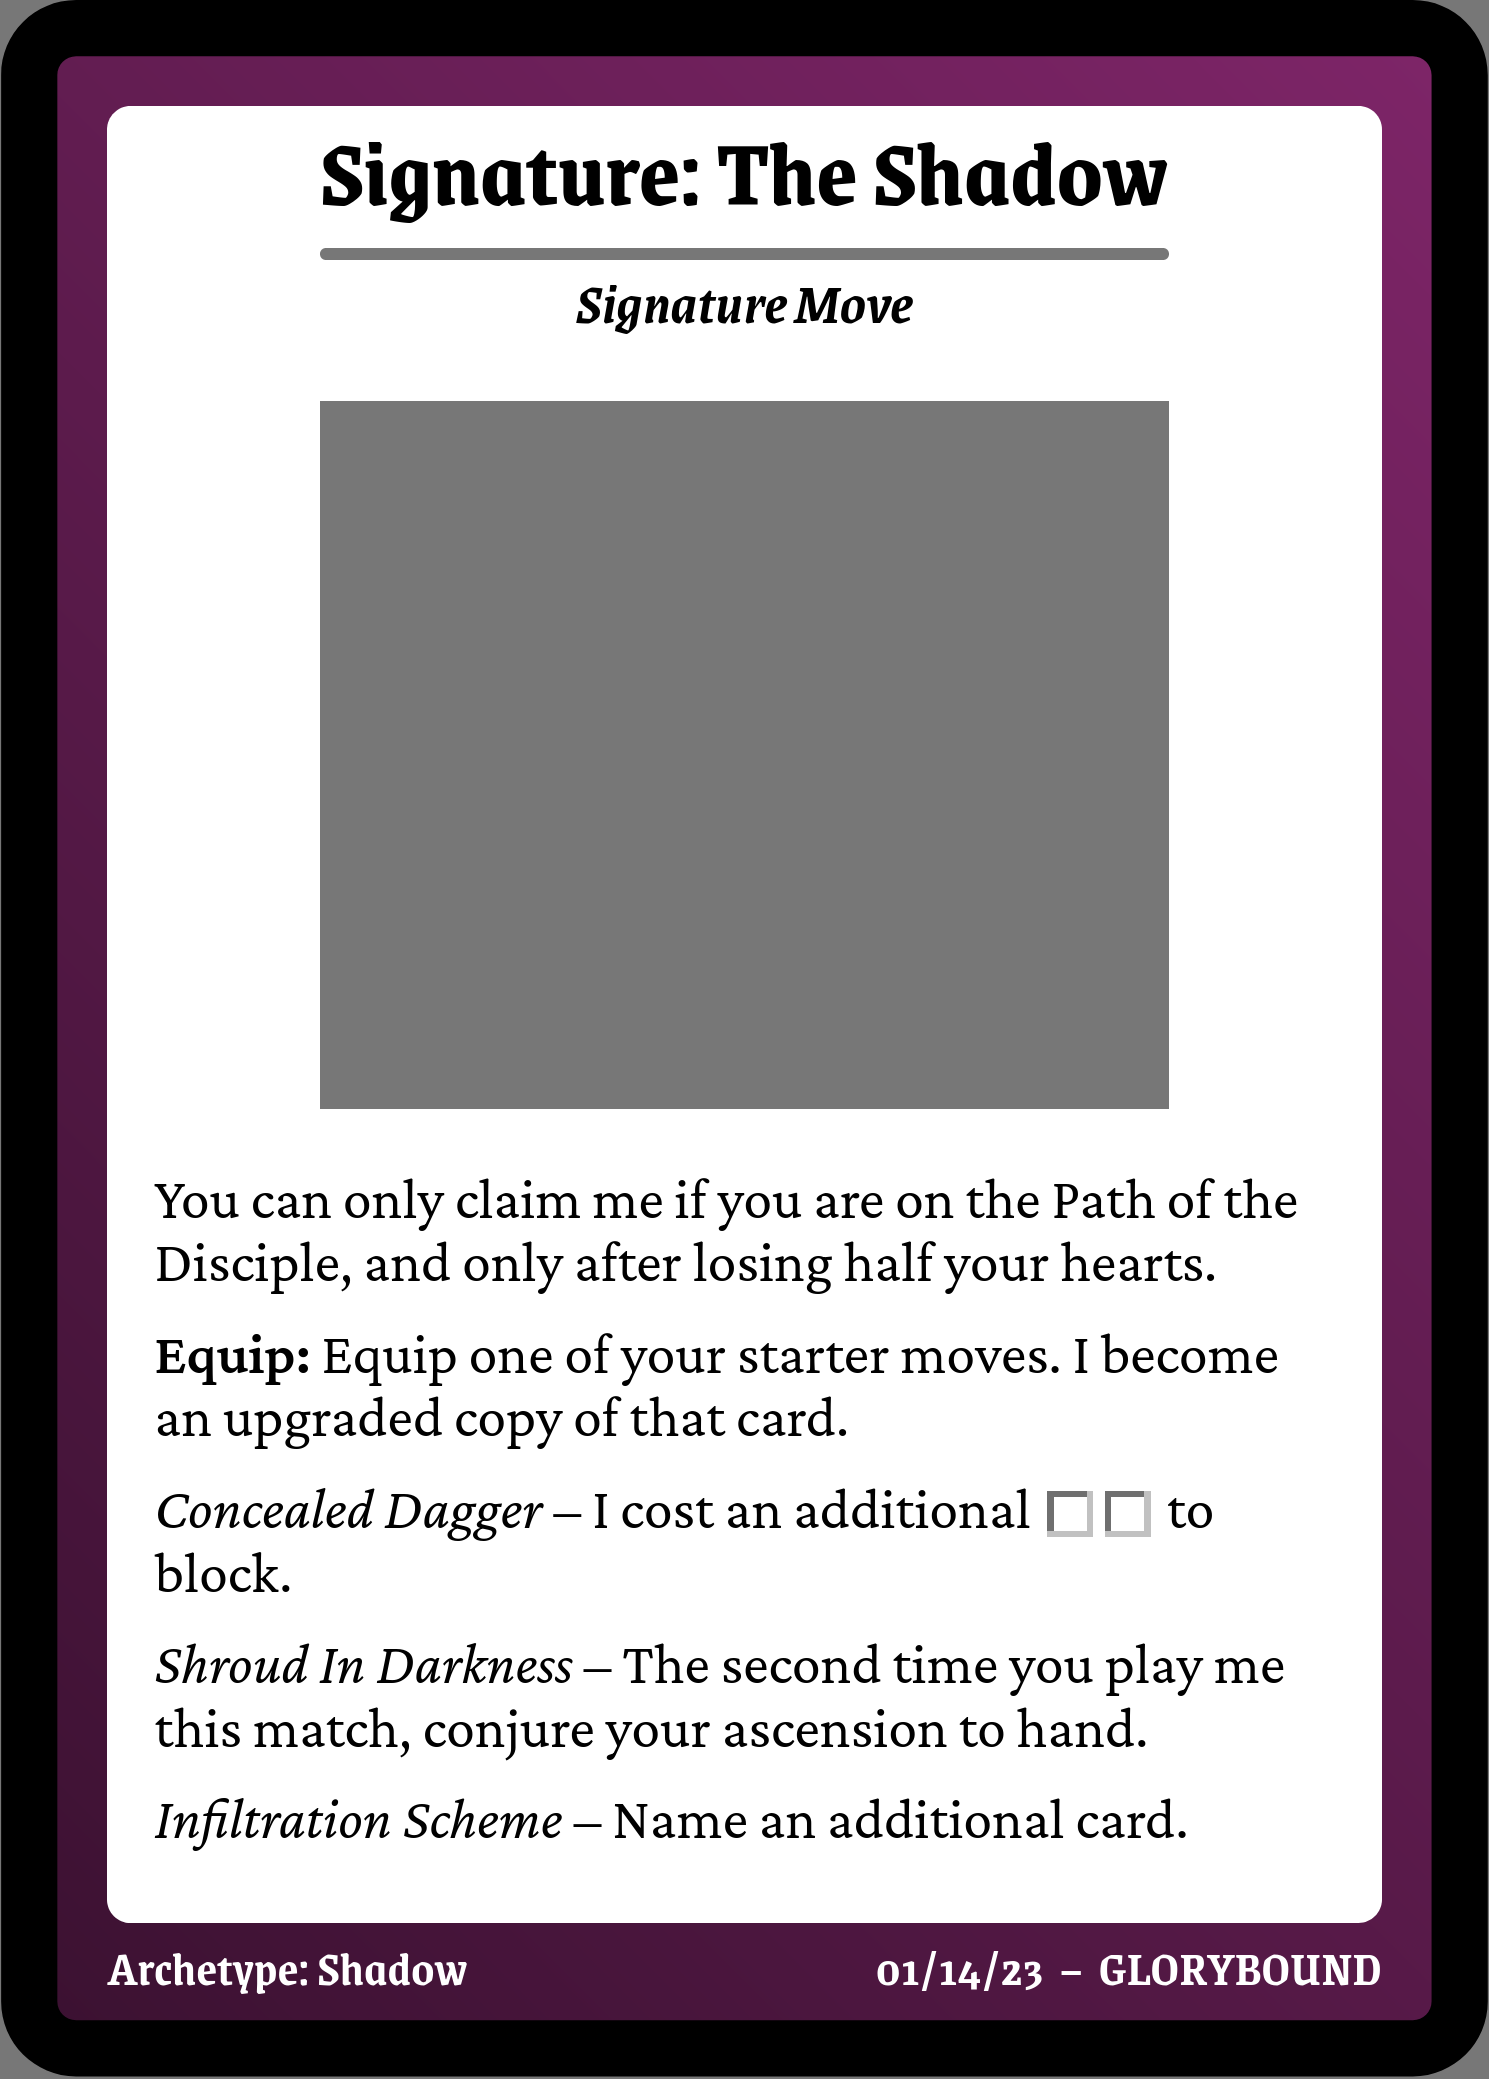 Signature: The Shadow
Signature Move
You can only claim me if you are on the Path of the
Disciple, and only after losing half your hearts.
Equip: Equip one of your starter moves. I become
an upgraded copy of that card.
Concealed Dagger – I cost an additional □□ to
block.
Shroud In Darkness – The second time you play me
this match, conjure your ascension to hand.
Infiltration Scheme – Name an additional card.
Archetype: Shadow
01/14/23 – GLORYBOUND